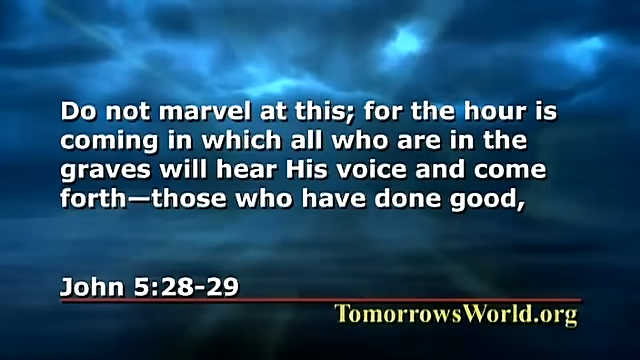 Do not marvel at this; for the hour is
coming in which all who are in the
graves will hear His voice and come
forth—those who have done good,
John 5:28-29
TomorrowsWorld.org